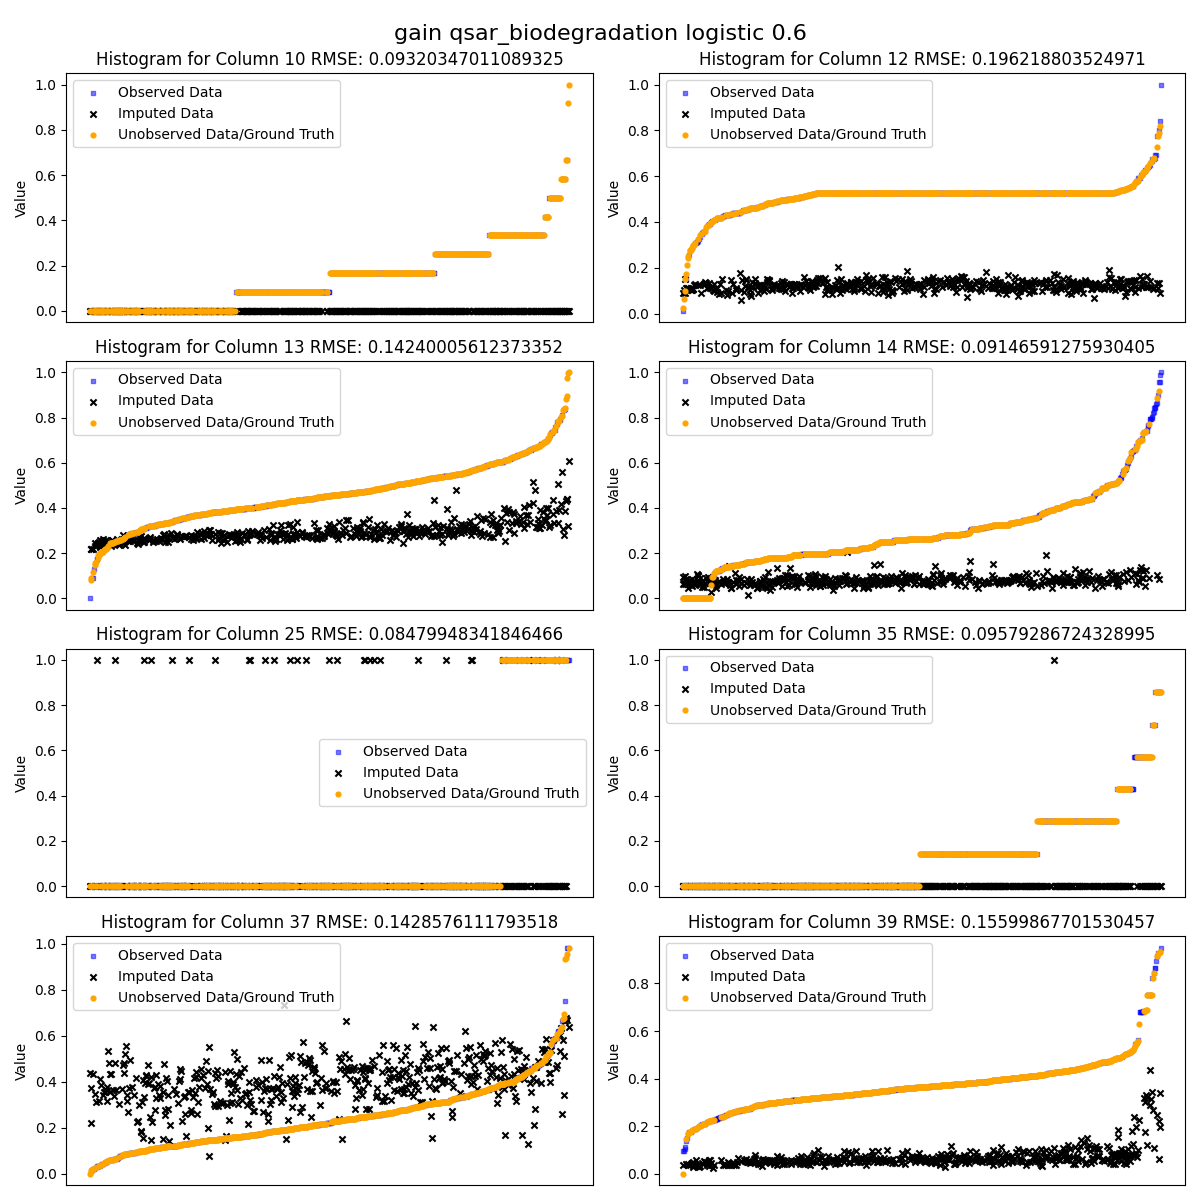 gain qsar_biodegradation logistic 0.6
Histogram for Column 10 RMSE: 0.09320347011089325
Value
1.0
0.8
0.6
0.4
0.2
0.0
Observed Data
Imputed Data
Unobserved Data/Ground Truth
Histogram for Column 12 RMSE: 0.196218803524971
Value
1.0
0.8
0.6
0.4
0.2
0.0
Observed Data
Imputed Data
Unobserved Data/Ground Truth
Histogram for Column 13 RMSE: 0.14240005612373352
Value
1.0
0.8
0.6
0.4
0.2
0.0
Observed Data
Imputed Data
Unobserved Data/Ground Truth
Histogram for Column 14 RMSE: 0.09146591275930405
Value
1.0
0.8
0.6
0.4
0.2
0.0
Observed Data
Imputed Data
Unobserved Data/Ground Truth
Histogram for Column 25 RMSE: 0.08479948341846466
Value
1.0
0.8
0.6
0.4
0.2
0.0
Observed Data
Imputed Data
Unobserved Data/Ground Truth
Histogram for Column 35 RMSE: 0.09579286724328995
Value
1.0
0.8
0.6
0.4
0.2
0.0
Observed Data
Imputed Data
Unobserved Data/Ground Truth
Histogram for Column 37 RMSE: 0.1428576111793518
Value
1.0
0.8
0.6
0.4
0.2
0.0
Observed Data
Imputed Data
Unobserved Data/Ground Truth
Histogram for Column 39 RMSE: 0.15599867701530457
Value
0.8
0.6
0.4
0.2
0.0
Observed Data
Imputed Data
Unobserved Data/Ground Truth